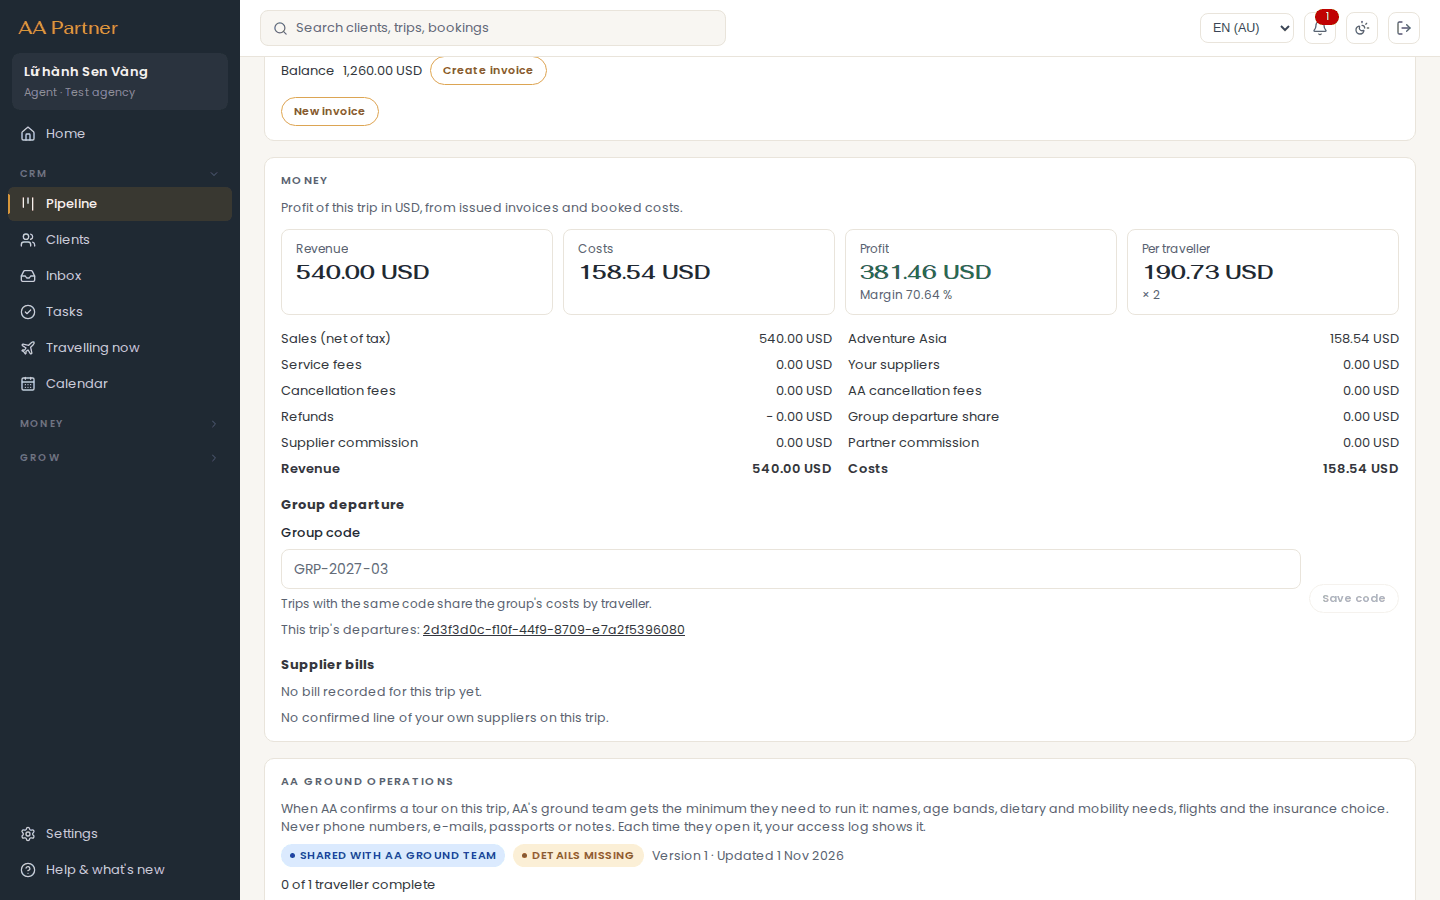 AA Partner
Lữ hành Sen Vàng
Agent · Test agency
Home
CRM
Pipeline
Clients
Inbox
Tasks
Travelling now
Calendar
MONEY
GROW
Settings
Help & what's new
Search clients, trips, bookings
EN (AU)
1
Balance 1,260.00 USD Create invoice
New invoice
MONEY
Profit of this trip in USD, from issued invoices and booked costs.
Revenue
540.00 USD
Costs
158.54 USD
Profit
381.46 USD
Margin 70.64 %
Per traveller
190.73 USD
× 2
Sales (net of tax) 540.00 USD
Service fees 0.00 USD
Cancellation fees 0.00 USD
Refunds - 0.00 USD
Supplier commission 0.00 USD
Revenue 540.00 USD
Adventure Asia 158.54 USD
Your suppliers 0.00 USD
AA cancellation fees 0.00 USD
Group departure share 0.00 USD
Partner commission 0.00 USD
Costs 158.54 USD
Group departure
Group code
GRP-2027-03
Save code
Trips with the same code share the group's costs by traveller.
This trip's departures: 2d3f3d0c-f10f-44f9-8709-e7a2f5396080
Supplier bills
No bill recorded for this trip yet.
No confirmed line of your own suppliers on this trip.
AA GROUND OPERATIONS
When AA confirms a tour on this trip, AA's ground team gets the minimum they need to run it: names, age bands, dietary and mobility needs, flights and the insurance choice.
Never phone numbers, e-mails, passports or notes. Each time they open it, your access log shows it.
SHARED WITH AA GROUND TEAM DETAILS MISSING Version 1 · Updated 1 Nov 2026
0 of 1 traveller complete